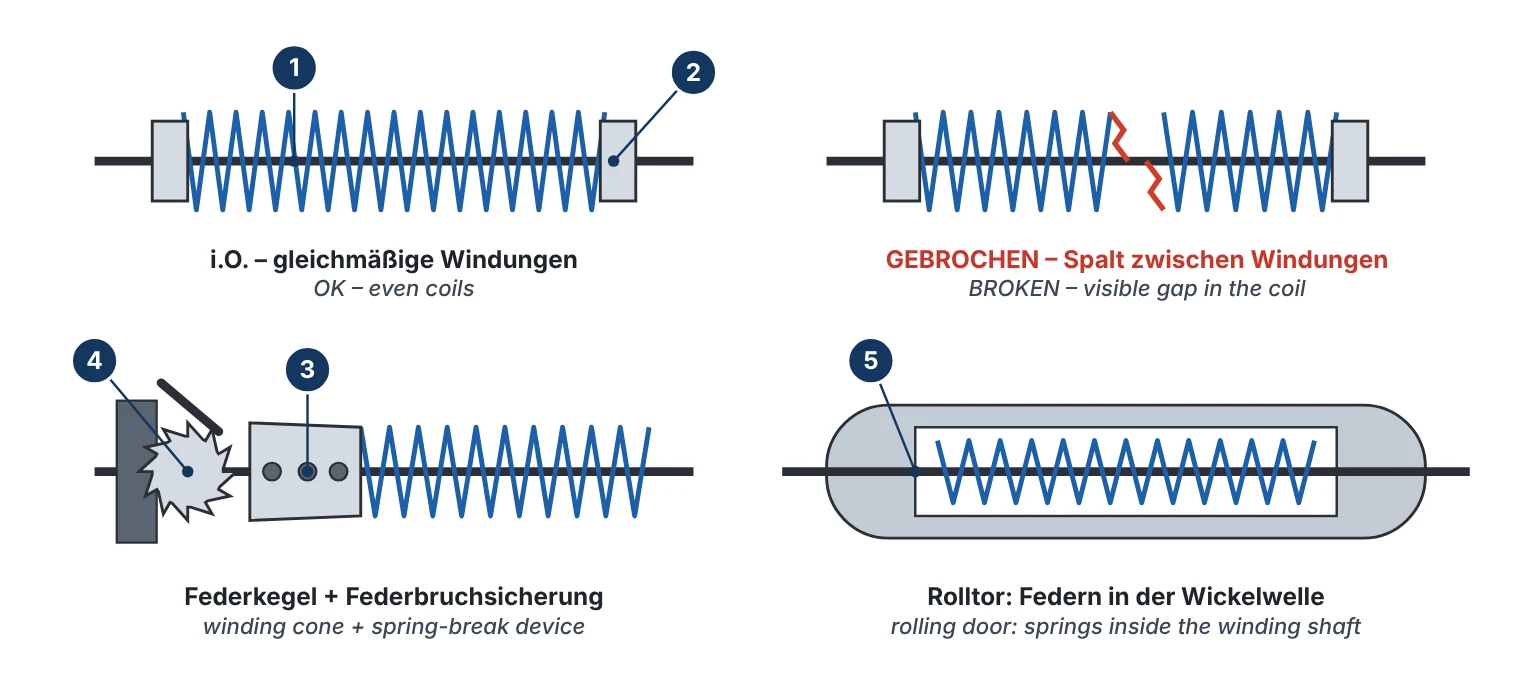 1
2
i.O. – gleichmäßige Windungen
OK – even coils
GEBROCHEN – Spalt zwischen Windungen
BROKEN – visible gap in the coil
4
3
5
Federkegel + Federbruchsicherung
winding cone + spring-break device
Rolltor: Federn in der Wickelwelle
rolling door: springs inside the winding shaft